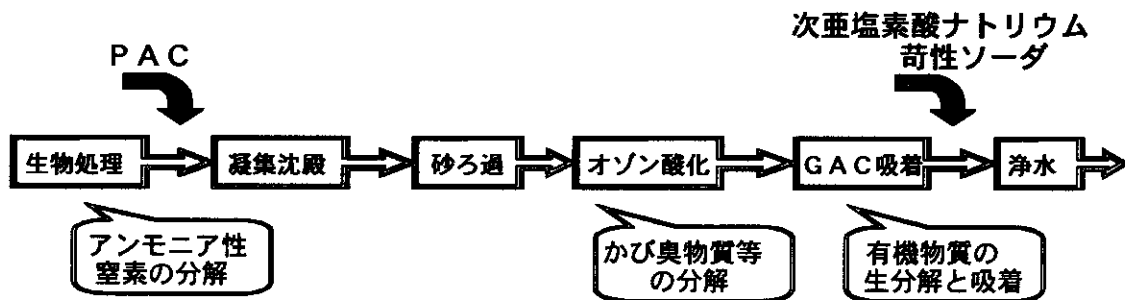 PAC
次亜塩素酸ナトリウム
苛性ソーダ
生物処理
凝集沈殿
砂ろ過
オゾン酸化
GAC吸着
浄水
アンモニア性
窒素の分解
かび臭物質等
の分解
有機物質の
生分解と吸着